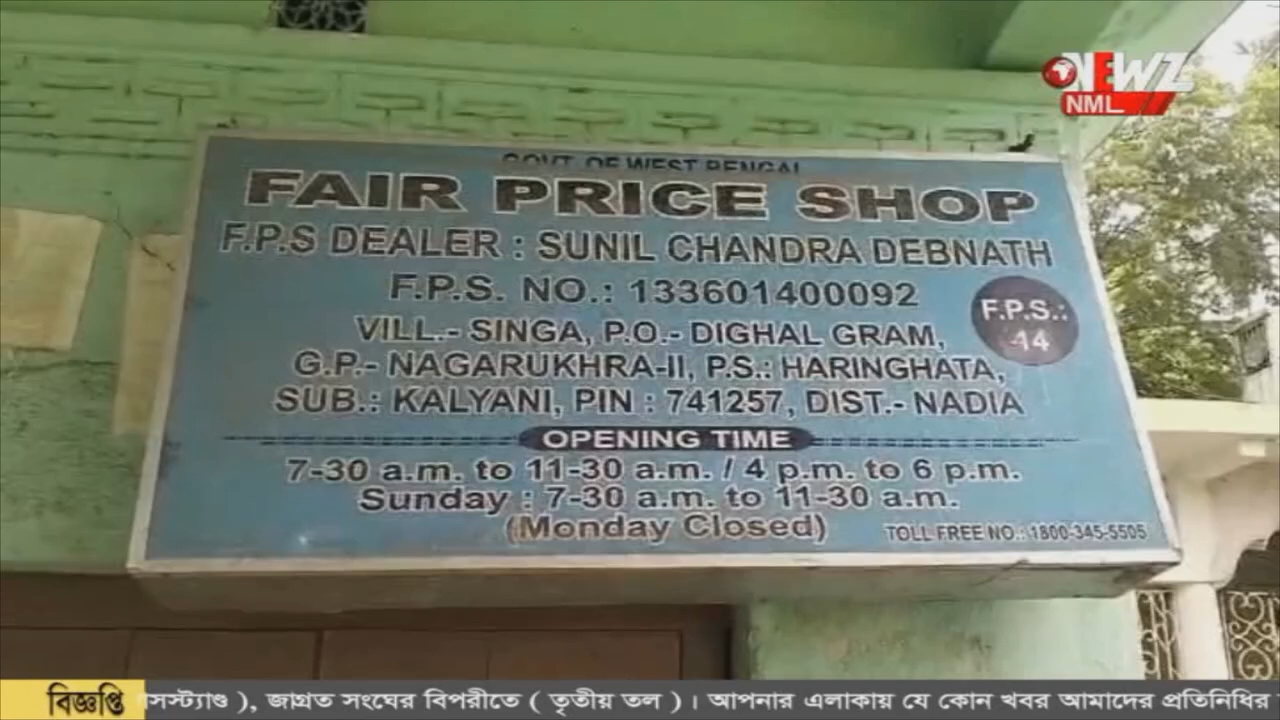 NEWZ
NML
GOVT. OF WEST BENGAL
FAIR PRICE SHOP
F.P.S DEALER : SUNIL CHANDRA DEBNATH
F.P.S. NO.: 133601400092
F.P.S.:
14
VILL.- SINGA, P.O.- DIGHAL GRAM,
G.P.- NAGARUKHRA-II, P.S.: HARINGHATA,
SUB.: KALYANI, PIN : 741257, DIST.- NADIA
OPENING TIME
7-30 a.m. to 11-30 a.m. / 4 p.m. to 6 p.m.
Sunday : 7-30 a.m. to 11-30 a.m.
(Monday Closed)
TOLL FREE NO.: 1800-345-5505
বিজ্ঞপ্তি
), জাগ্রত সংঘের বিপরীতে ( তৃতীয় তল ) । আপনার এলাকায় যে কোন খবর আমাদের প্রতিনিধির